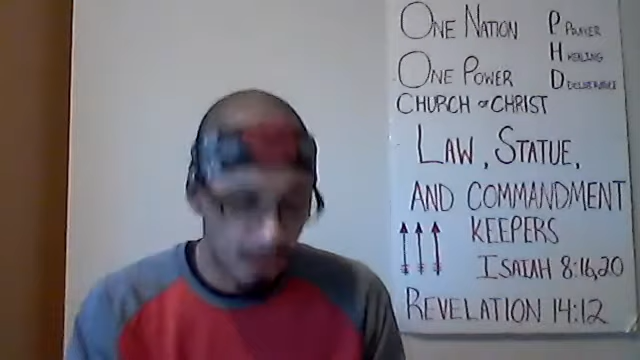 ONE NATION
ONE POWER
CHURCH of CHRIST
P POWER
H HEALING
D DELIVERANCE
LAW, STATUE,
AND COMMANDMENT
KEEPERS
ISAIAH 8:16,20
REVELATION 14:12